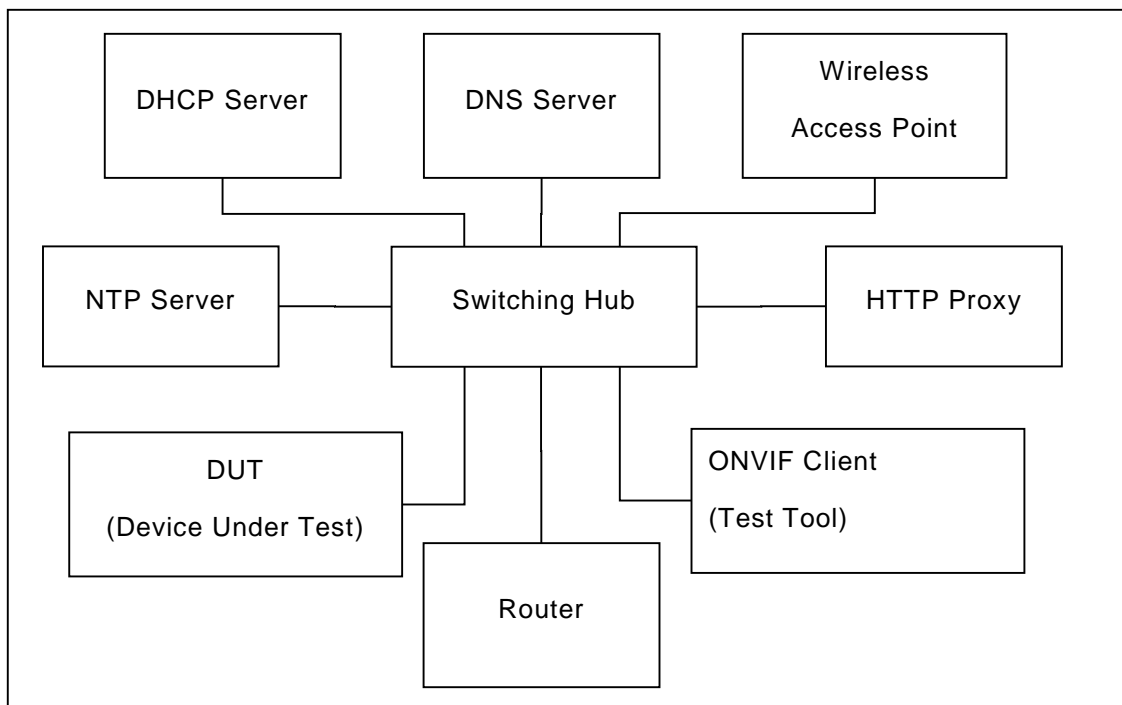 DHCP Server
DNS Server
Wireless
Access Point
NTP Server
Switching Hub
HTTP Proxy
DUT
(Device Under Test)
ONVIF Client
(Test Tool)
Router